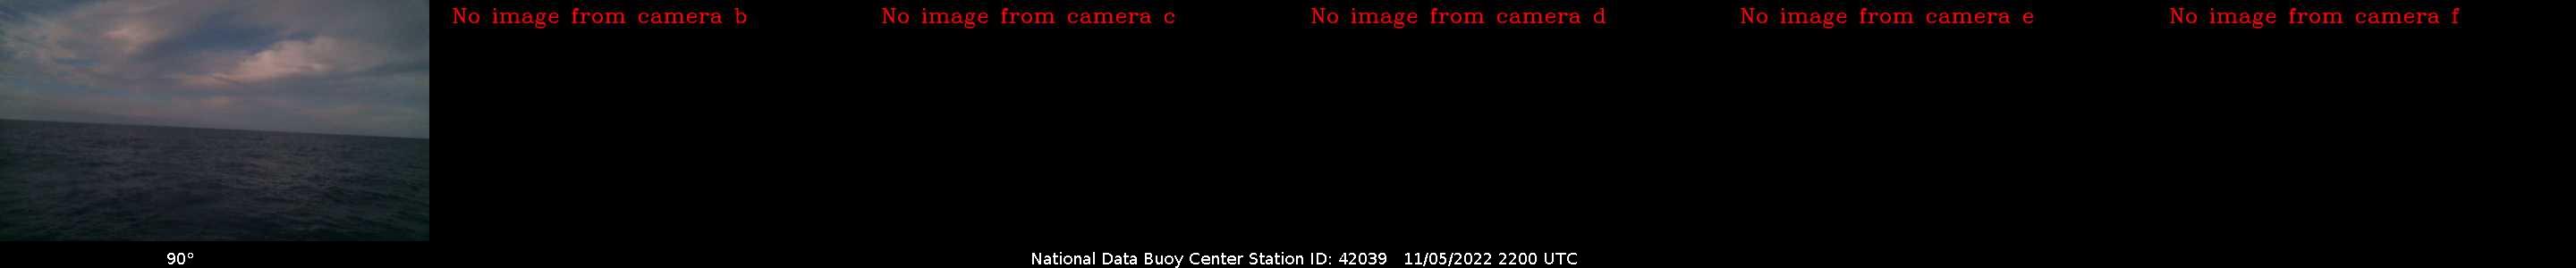 No image from camera b
No image from camera c
No image from camera d
No image from camera e
No image from camera f
90°
National Data Buoy Center Station ID: 42039 11/05/2022 2200 UTC